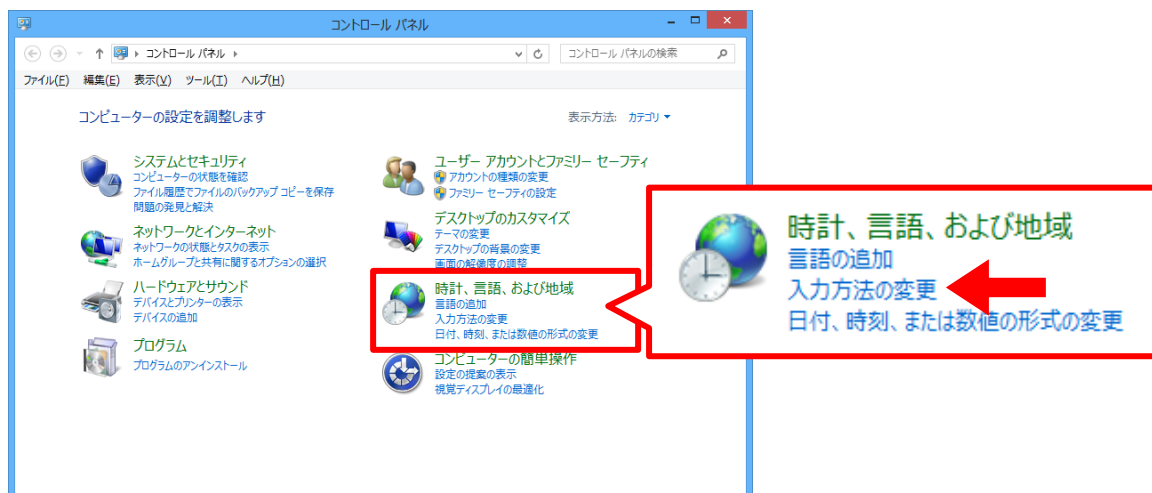 コントロール パネル
コントロール パネル
コントロール パネルの検索
ファイル(F) 編集(E) 表示(V) ツール(T) ヘルプ(H)
コンピューターの設定を調整します
表示方法: カテゴリ
システムとセキュリティ
コンピューターの状態を確認
ファイル履歴でファイルのバックアップ コピーを保存
問題の発見と解決
ネットワークとインターネット
ネットワークの状態とタスクの表示
ホームグループと共有に関するオプションの選択
ハードウェアとサウンド
デバイスとプリンターの表示
デバイスの追加
プログラム
プログラムのアンインストール
ユーザー アカウントとファミリー セーフティ
アカウントの種類の変更
ファミリー セーフティの設定
デスクトップのカスタマイズ
テーマの変更
デスクトップの背景の変更
画面の解像度の調整
時計、言語、および地域
言語の追加
入力方法の変更
日付、時刻、または数値の形式の変更
コンピューターの簡単操作
設定の提案の表示
視覚ディスプレイの最適化
時計、言語、および地域
言語の追加
入力方法の変更
日付、時刻、または数値の形式の変更